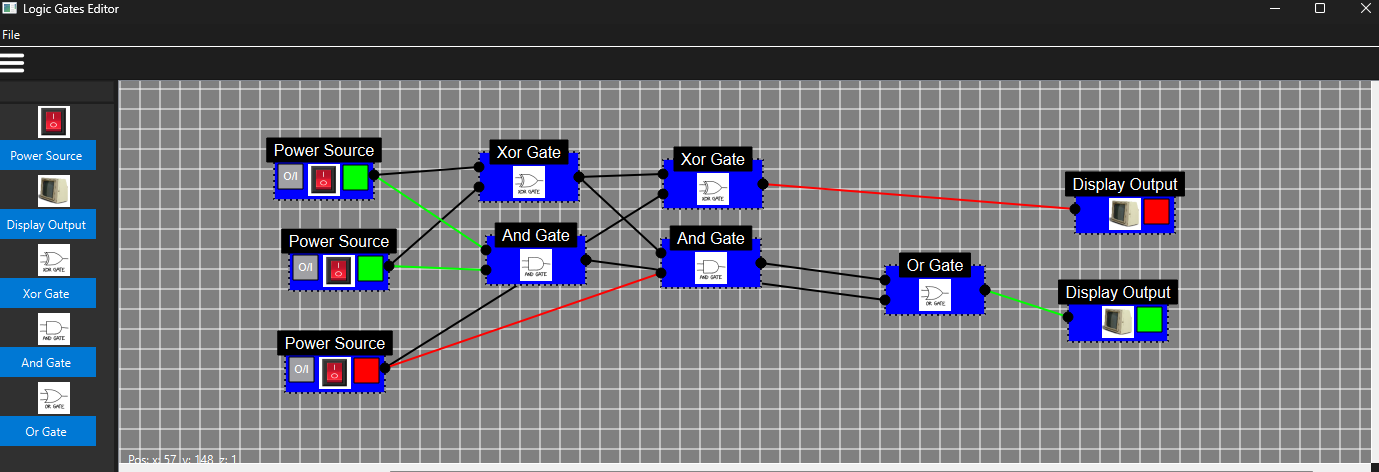 Logic Gates Editor
File
Power Source
Display Output
XOR GATE
Xor Gate
AND GATE
And Gate
OR GATE
Or Gate
Power Source
O/I
Xor Gate
XOR GATE
Xor Gate
XOR GATE
Display Output
Power Source
O/I
And Gate
AND GATE
And Gate
AND GATE
Or Gate
OR GATE
Display Output
Power Source
O/I
Pos: x: 57 y: 148 z: 1